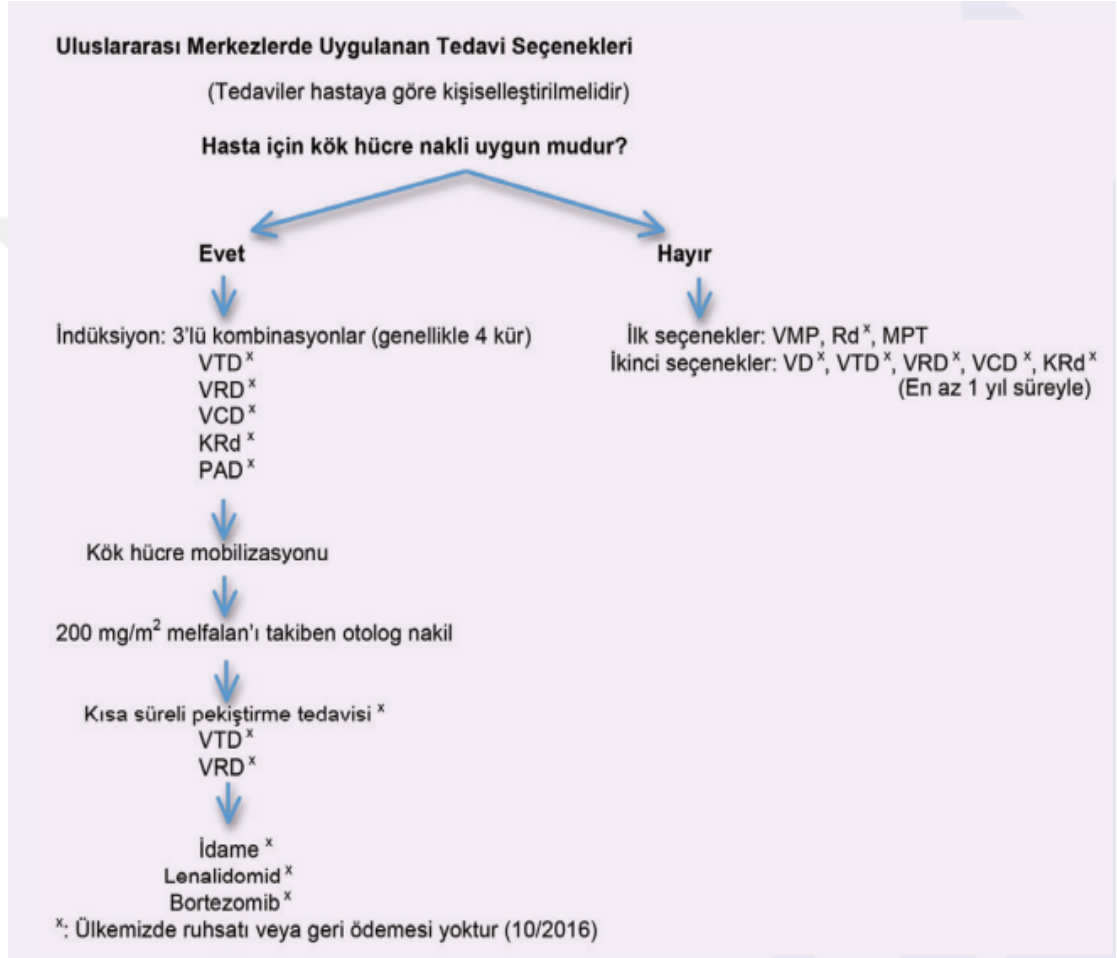 Uluslararası Merkezlerde Uygulanan Tedavi Seçenekleri
(Tedaviler hastaya göre kişiselleştirilmelidir)
Hasta için kök hücre nakli uygun mudur?
Evet
İndüksiyon: 3'lü kombinasyonlar (genellikle 4 kür)
VTD x
VRD x
VCD x
KRd x
PAD x
Kök hücre mobilizasyonu
200 mg/m² melfalan'ı takiben otolog nakil
Kısa süreli pekiştirme tedavisi x
VTD x
VRD x
İdame x
Lenalidomid x
Bortezomib x
Hayır
İlk seçenekler: VMP, Rd x, MPT
İkinci seçenekler: VD x, VTD x, VRD x, VCD x, KRd x
(En az 1 yıl süreyle)
x: Ülkemizde ruhsatı veya geri ödemesi yoktur (10/2016)